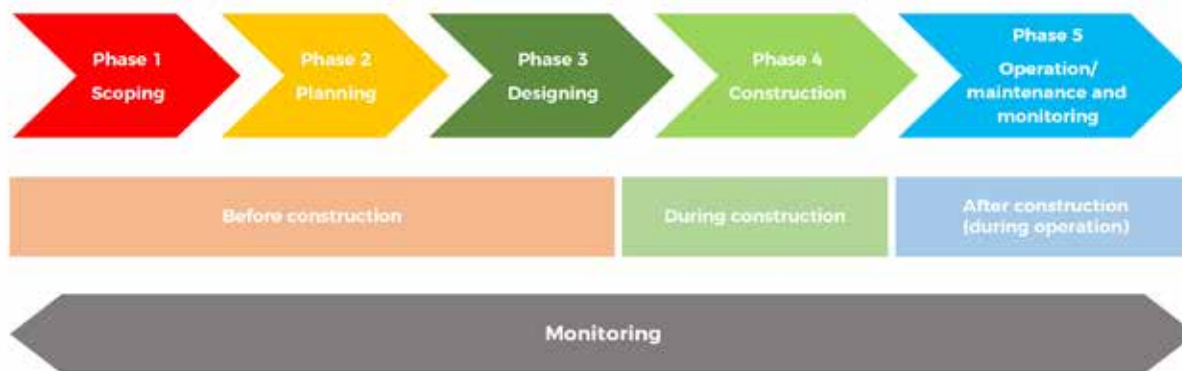 Phase 1
Scoping
Phase 2
Planning
Phase 3
Designing
Phase 4
Construction
Phase 5
Operation/
maintenance and
monitoring
Before construction
During construction
After construction
(during operation)
Monitoring